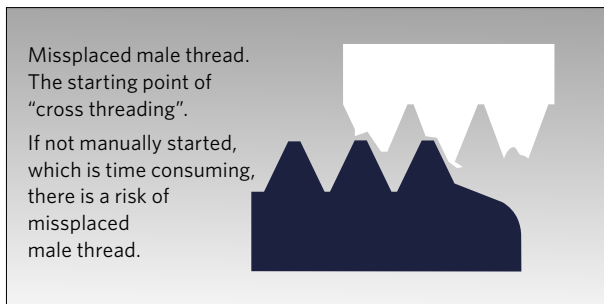 Missplaced male thread.
The starting point of
“cross threading”.
If not manually started,
which is time consuming,
there is a risk of
missplaced
male thread.